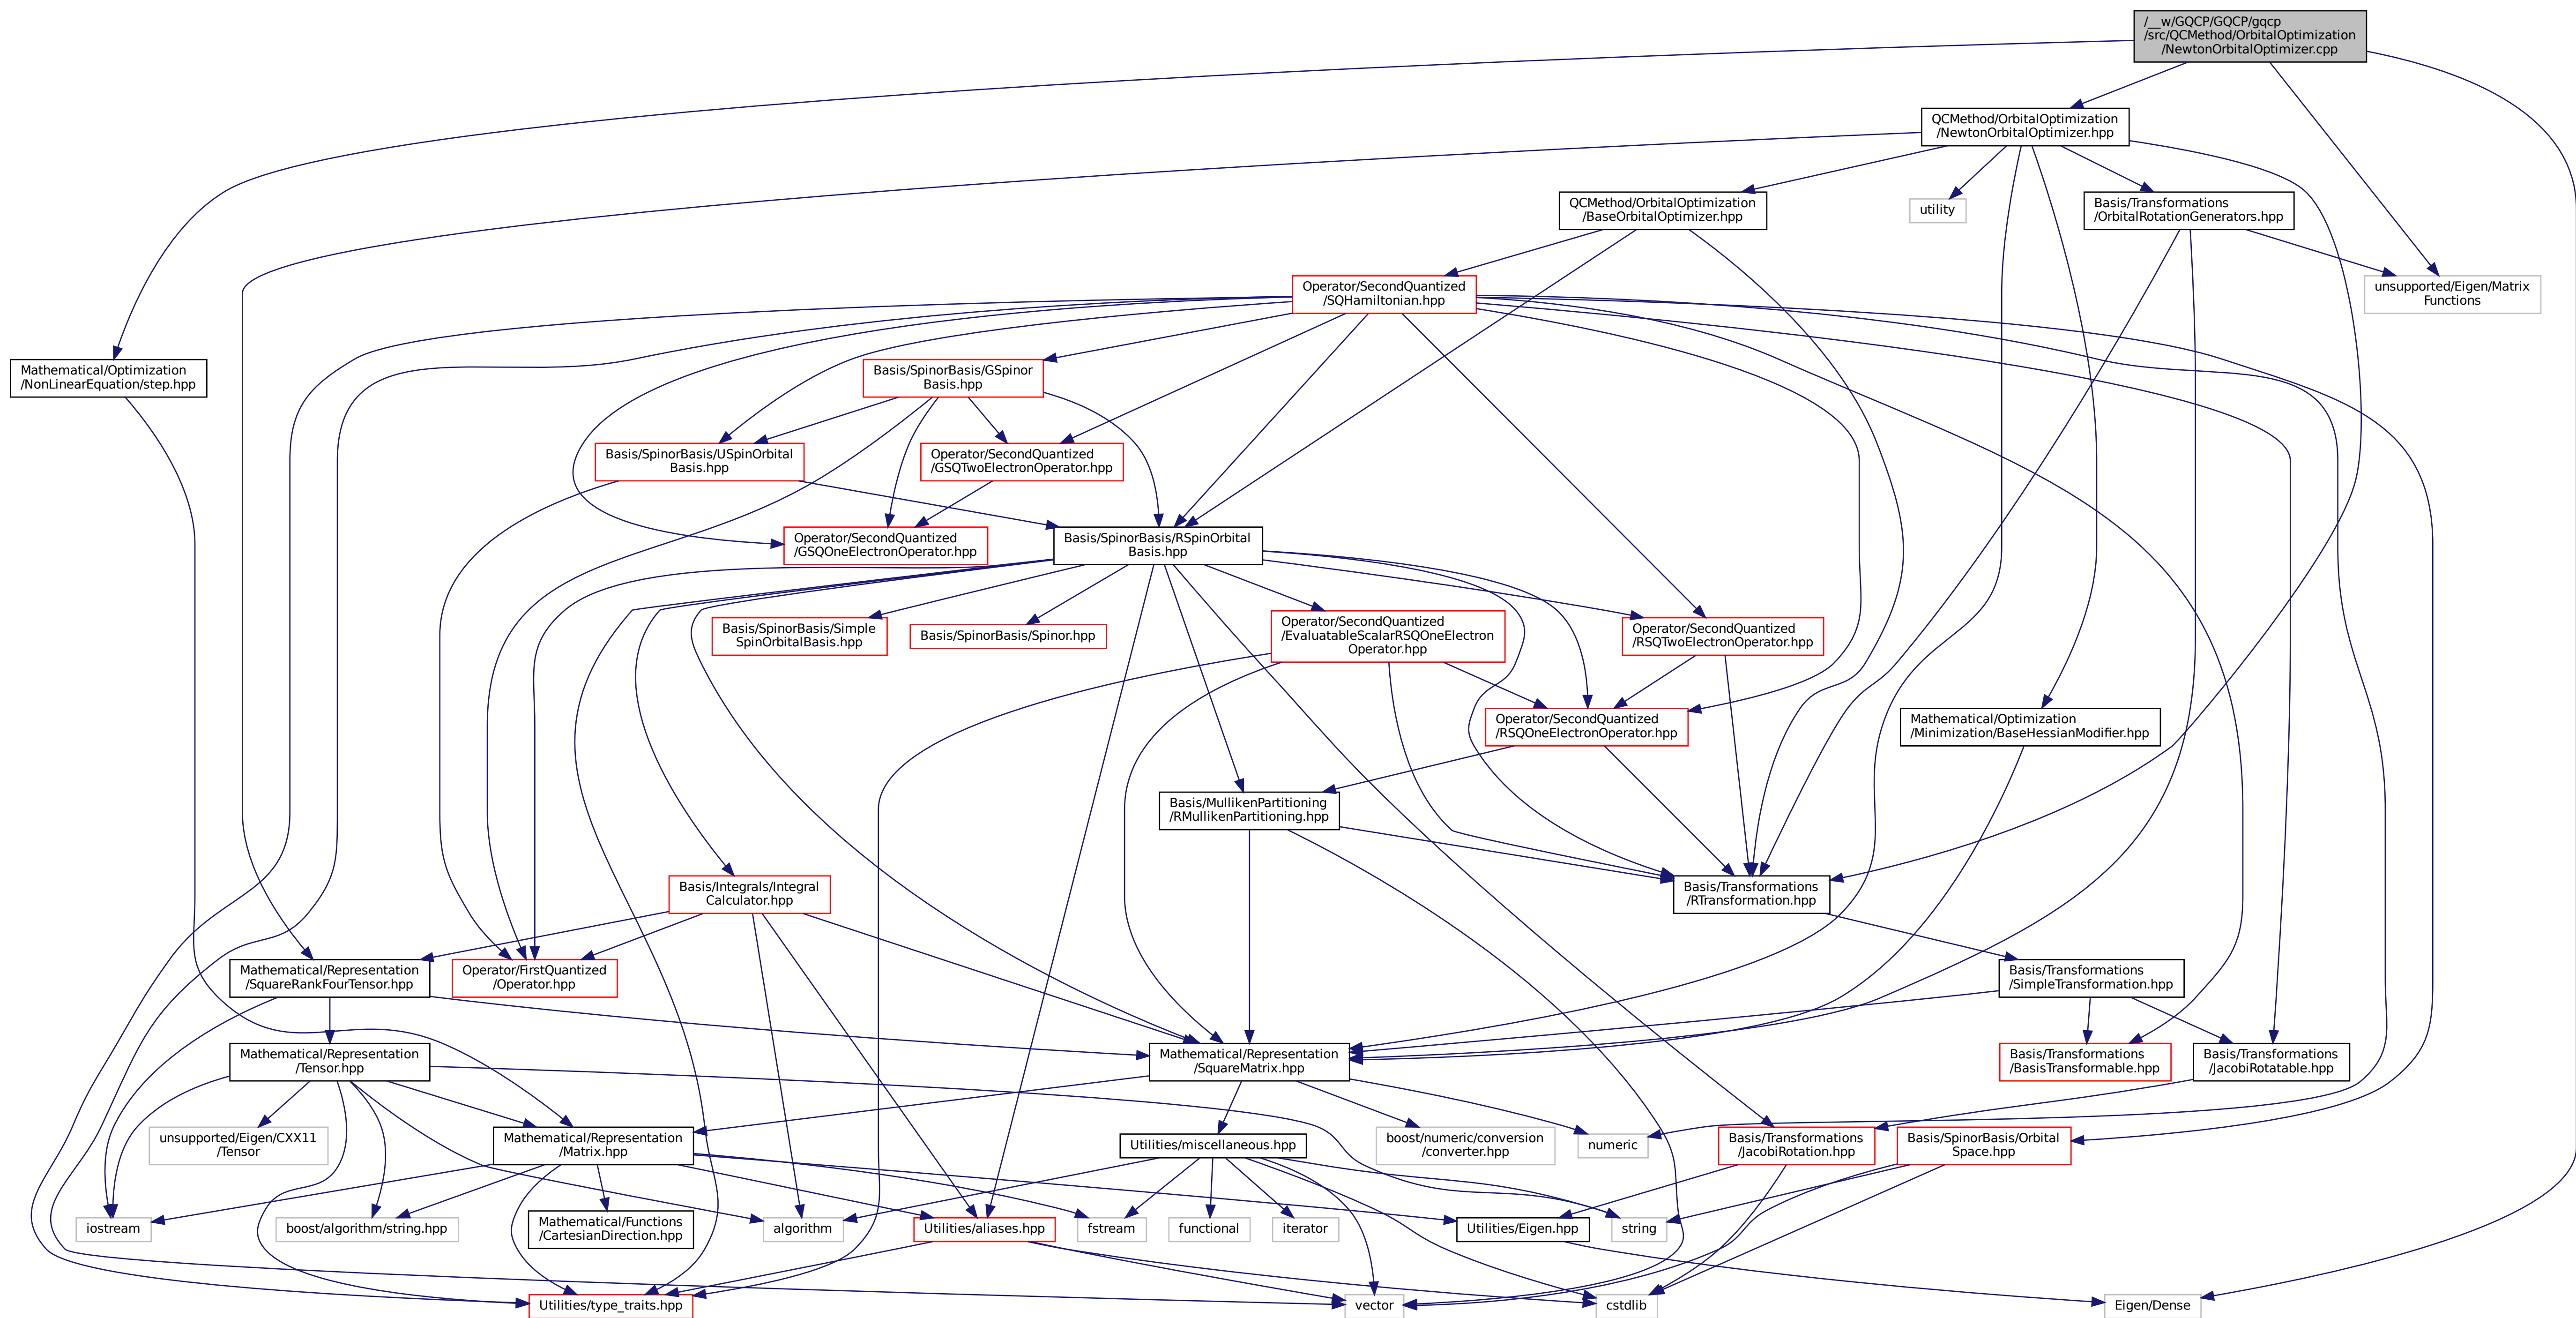 /__w/GQCP/GQCP/gqcp
/src/QCMethod/OrbitalOptimization
/NewtonOrbitalOptimizer.cpp
QCMethod/OrbitalOptimization
/NewtonOrbitalOptimizer.hpp
QCMethod/OrbitalOptimization
/BaseOrbitalOptimizer.hpp
utility
Basis/Transformations
/OrbitalRotationGenerators.hpp
Operator/SecondQuantized
/SQHamiltonian.hpp
unsupported/Eigen/Matrix
Functions
Mathematical/Optimization
/NonLinearEquation/step.hpp
Basis/SpinorBasis/GSpinor
Basis.hpp
Basis/SpinorBasis/USpinOrbital
Basis.hpp
Operator/SecondQuantized
/GSQTwoElectronOperator.hpp
Operator/SecondQuantized
/GSQOneElectronOperator.hpp
Basis/SpinorBasis/RSpinOrbital
Basis.hpp
Basis/SpinorBasis/Simple
SpinOrbitalBasis.hpp
Basis/SpinorBasis/Spinor.hpp
Operator/SecondQuantized
/EvaluatableScalarRSQOneElectron
Operator.hpp
Operator/SecondQuantized
/RSQTwoElectronOperator.hpp
Operator/SecondQuantized
/RSQOneElectronOperator.hpp
Mathematical/Optimization
/Minimization/BaseHessianModifier.hpp
Basis/MullikenPartitioning
/RMullikenPartitioning.hpp
Basis/Integrals/Integral
Calculator.hpp
Basis/Transformations
/RTransformation.hpp
Mathematical/Representation
/SquareRankFourTensor.hpp
Operator/FirstQuantized
/Operator.hpp
Basis/Transformations
/SimpleTransformation.hpp
Mathematical/Representation
/Tensor.hpp
Mathematical/Representation
/SquareMatrix.hpp
Basis/Transformations
/BasisTransformable.hpp
Basis/Transformations
/JacobiRotatable.hpp
unsupported/Eigen/CXX11
/Tensor
Mathematical/Representation
/Matrix.hpp
Utilities/miscellaneous.hpp
boost/numeric/conversion
/converter.hpp
numeric
Basis/Transformations
/JacobiRotation.hpp
Basis/SpinorBasis/Orbital
Space.hpp
iostream
boost/algorithm/string.hpp
Mathematical/Functions
/CartesianDirection.hpp
algorithm
Utilities/aliases.hpp
fstream
functional
iterator
Utilities/Eigen.hpp
string
Utilities/type_traits.hpp
vector
cstdlib
Eigen/Dense